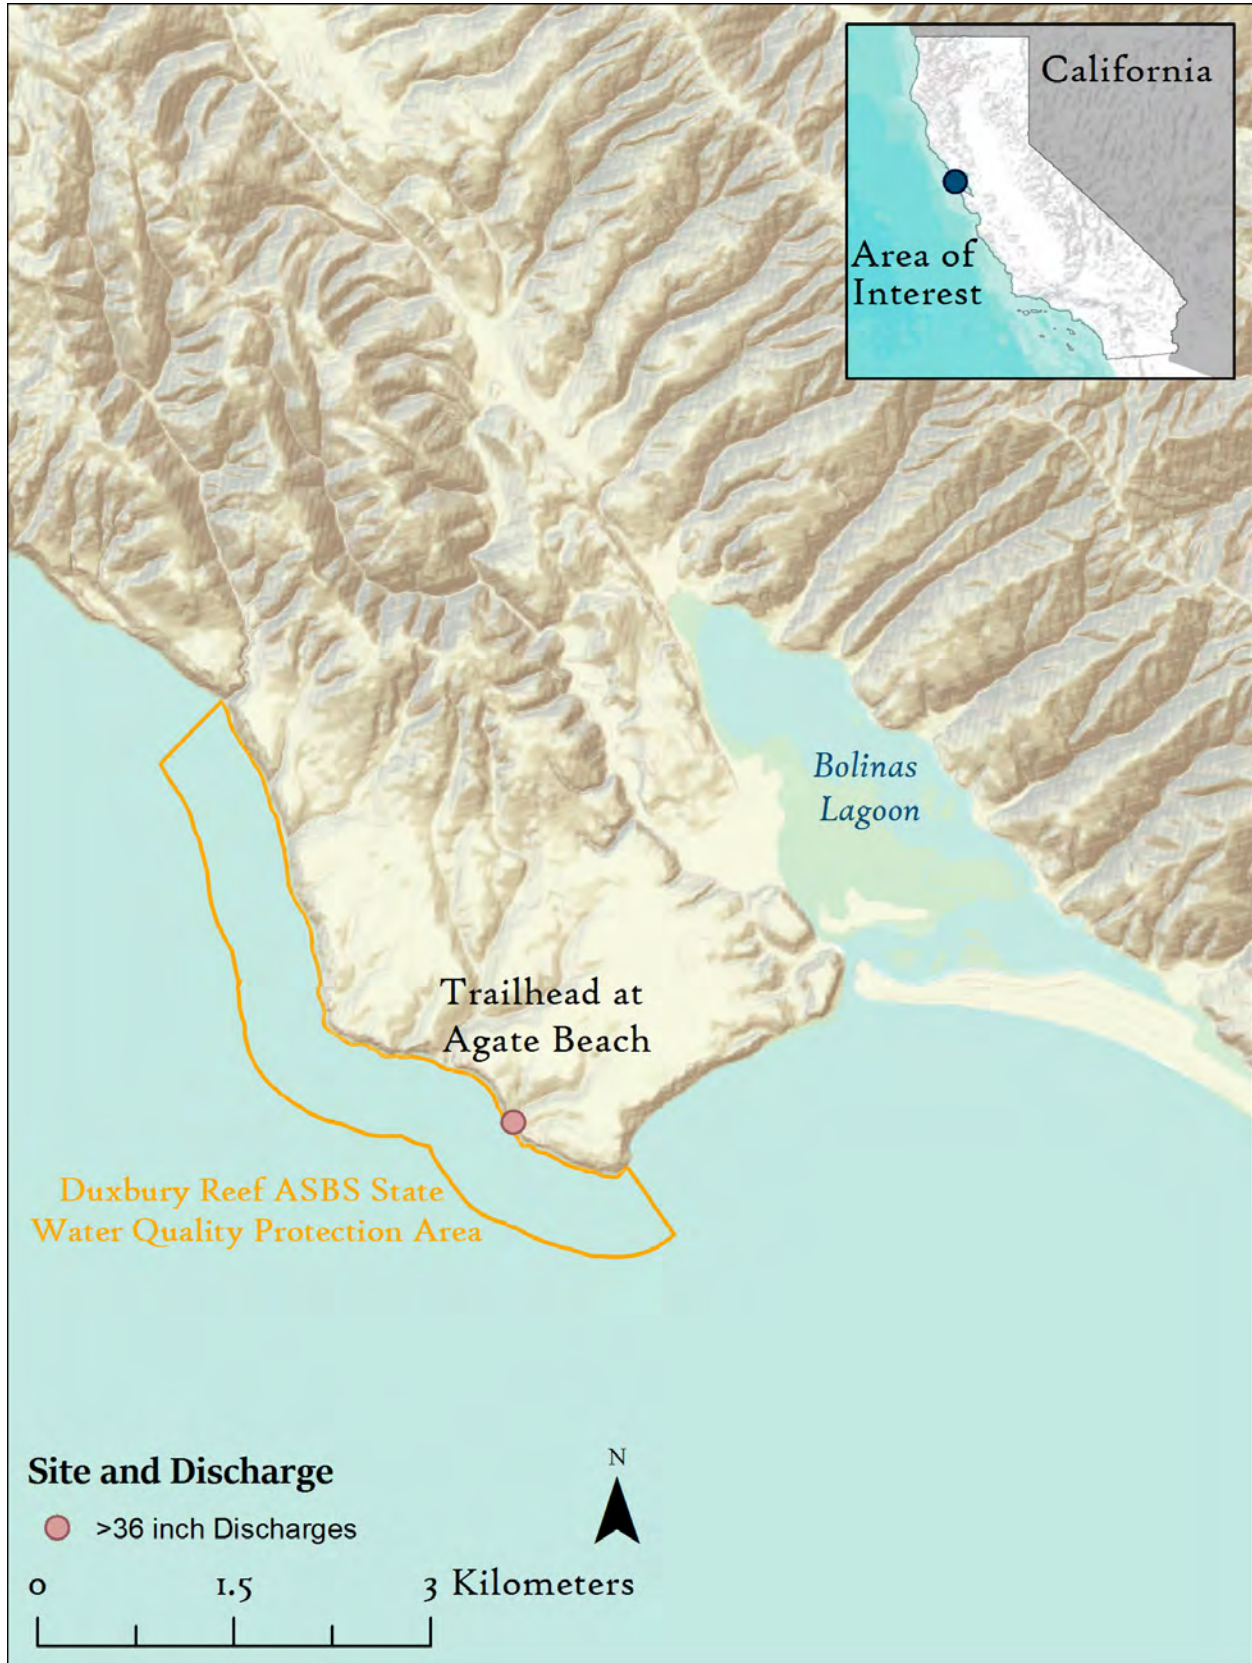 California
Area of
Interest
Bolinas
Lagoon
Trailhead at
Agate Beach
Duxbury Reef ASBS State
Water Quality Protection Area
Site and Discharge
>36 inch Discharges
N
0 1.5 3 Kilometers